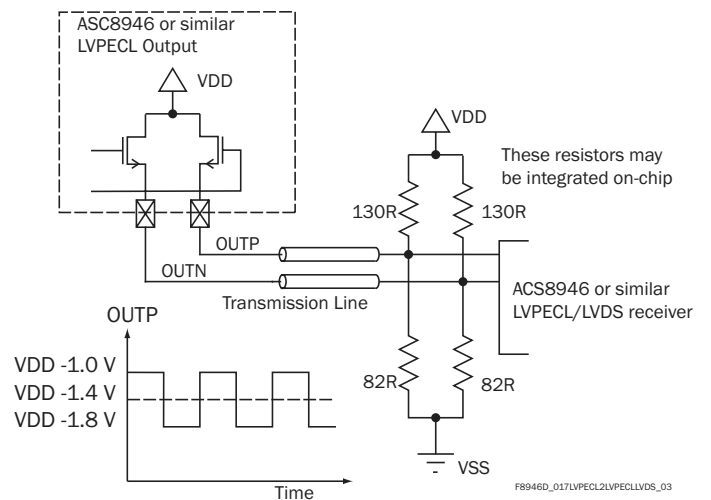 ASC8946 or similar
LVPECL Output
VDD
VDD
These resistors may
be integrated on-chip
130R
130R
OUTP
OUTN
Transmission Line
ACS8946 or similar
LVPECL/LVDS receiver
OUTP
VDD -1.0 V
VDD -1.4 V
VDD -1.8 V
82R
82R
VSS
Time
F8946D_017LVPECL2LVPECLLVDS_03